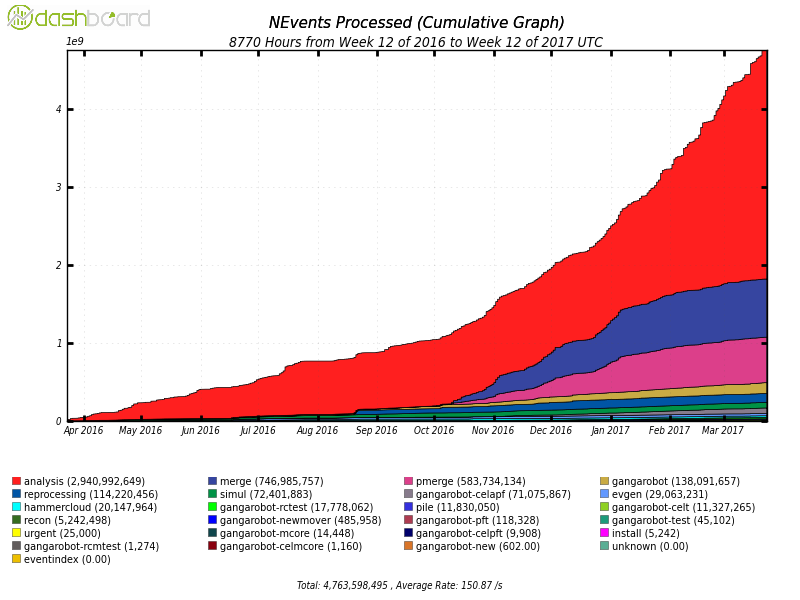 dashboard
NEvents Processed (Cumulative Graph)
8770 Hours from Week 12 of 2016 to Week 12 of 2017 UTC
1e9
4
3
2
1
0
Apr 2016 May 2016 Jun 2016 Jul 2016 Aug 2016 Sep 2016 Oct 2016 Nov 2016 Dec 2016 Jan 2017 Feb 2017 Mar 2017
analysis (2,940,992,649) merge (746,985,757) pmerge (583,734,134) gangarobot (138,091,657)
reprocessing (114,220,456) simul (72,401,883) gangarobot-celapf (71,075,867) evgen (29,063,231)
hammercloud (20,147,964) gangarobot-rctest (17,778,062) pile (11,830,050) gangarobot-celt (11,327,265)
recon (5,242,498) gangarobot-newmover (485,958) gangarobot-pft (118,328) gangarobot-test (45,102)
urgent (25,000) gangarobot-mcore (14,448) gangarobot-celpft (9,908) install (5,242)
gangarobot-rcmtest (1,274) gangarobot-celmcore (1,160) gangarobot-new (602.00) unknown (0.00)
eventindex (0.00)
Total: 4,763,598,495 , Average Rate: 150.87 /s